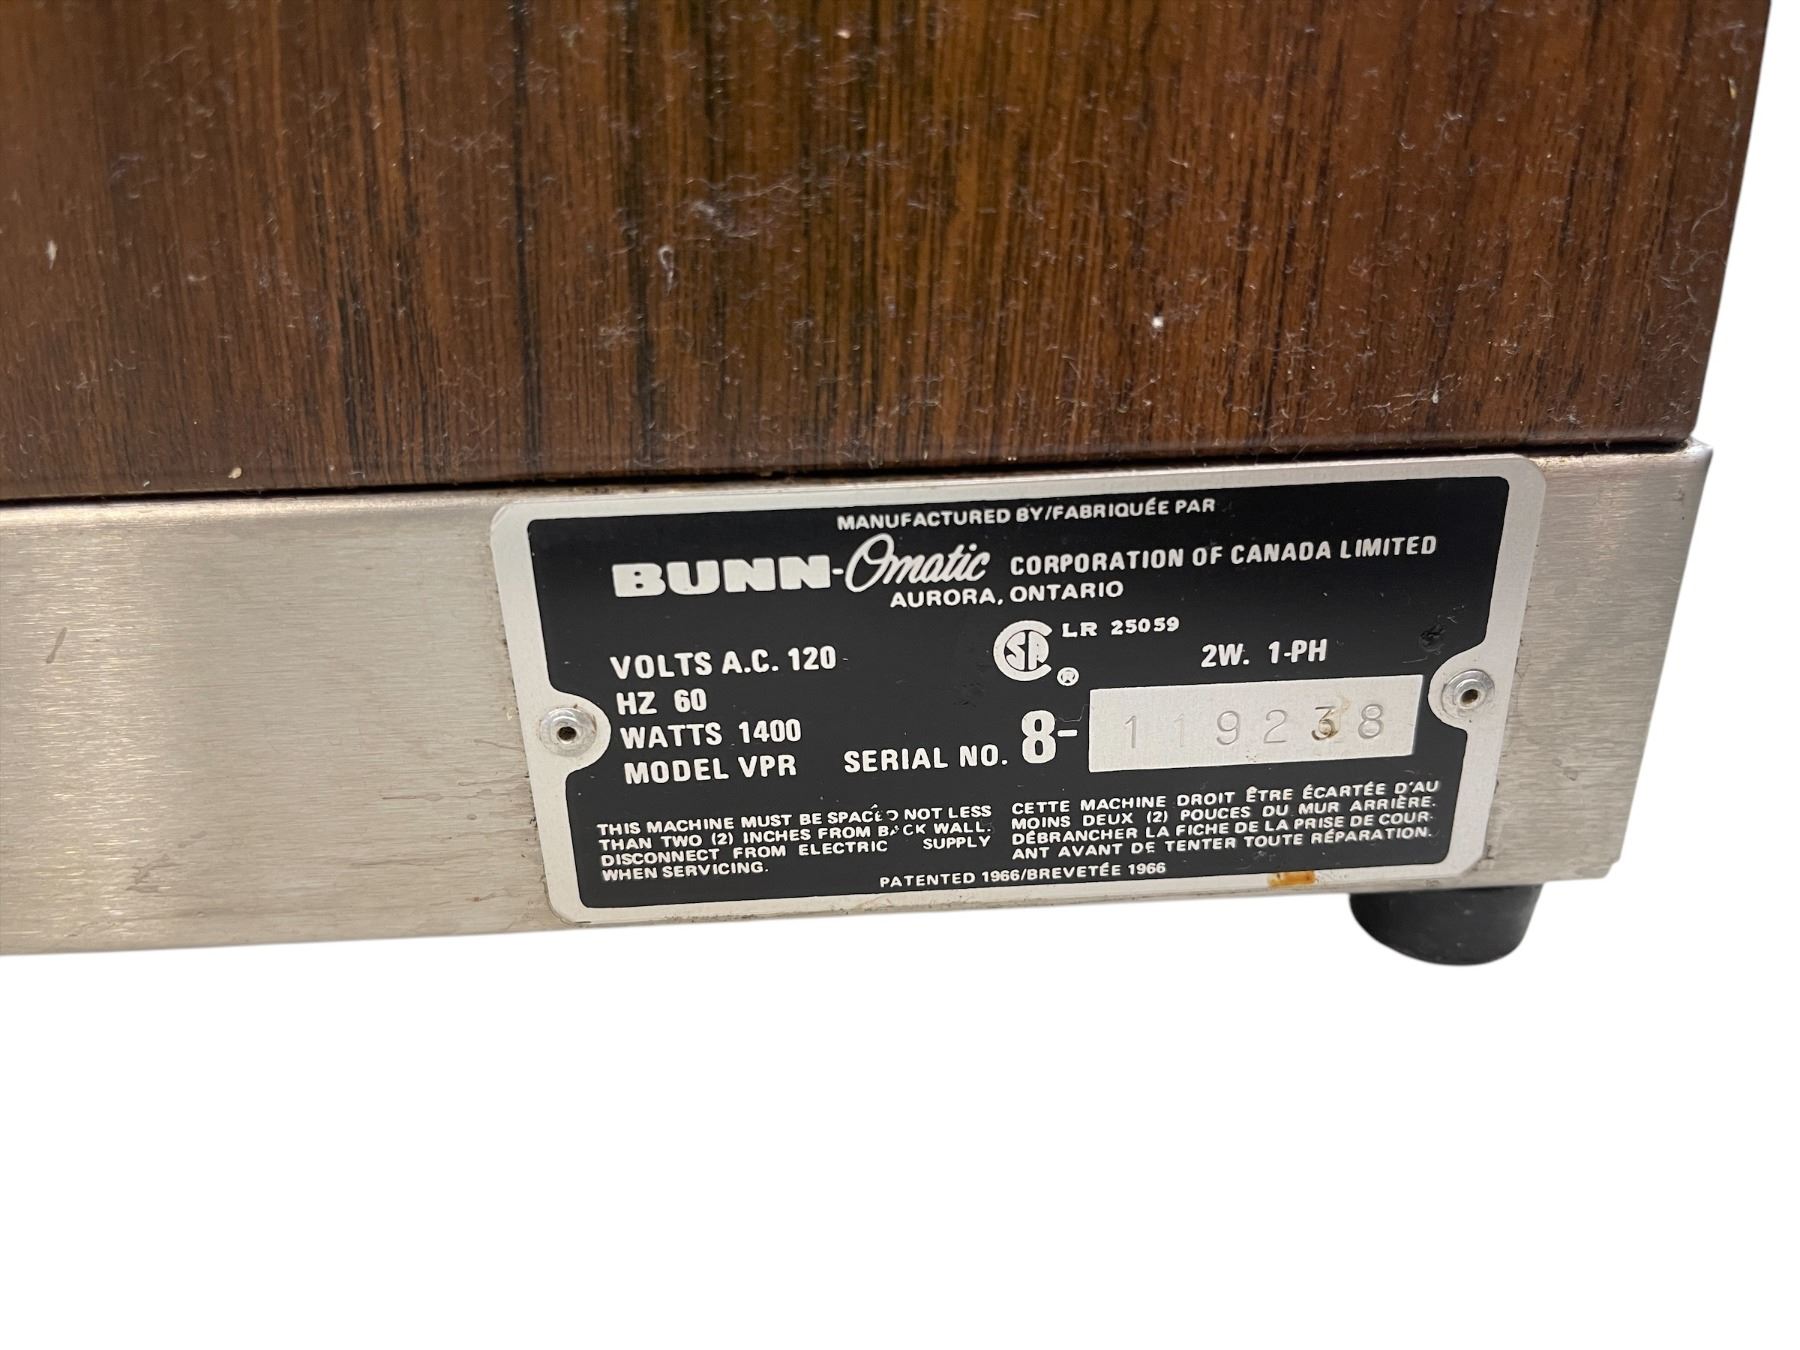 MANUFACTURED BY/FABRIQUÉE PAR
BUNN-Omatic CORPORATION OF CANADA LIMITED
AURORA, ONTARIO
SA ® LR 25059
VOLTS A.C. 120 2W. 1-PH
HZ 60
WATTS 1400
MODEL VPR SERIAL NO. 8-119238
THIS MACHINE MUST BE SPACED NOT LESS
THAN TWO (2) INCHES FROM BACK WALL.
DISCONNECT FROM ELECTRIC SUPPLY
WHEN SERVICING.
CETTE MACHINE DROIT ÊTRE ÉCARTÉE D'AU
MOINS DEUX (2) POUCES DU MUR ARRIÈRE.
DÉBRANCHER LA FICHE DE LA PRISE DE COUR-
ANT AVANT DE TENTER TOUTE RÉPARATION.
PATENTED 1966/BREVETÉE 1966